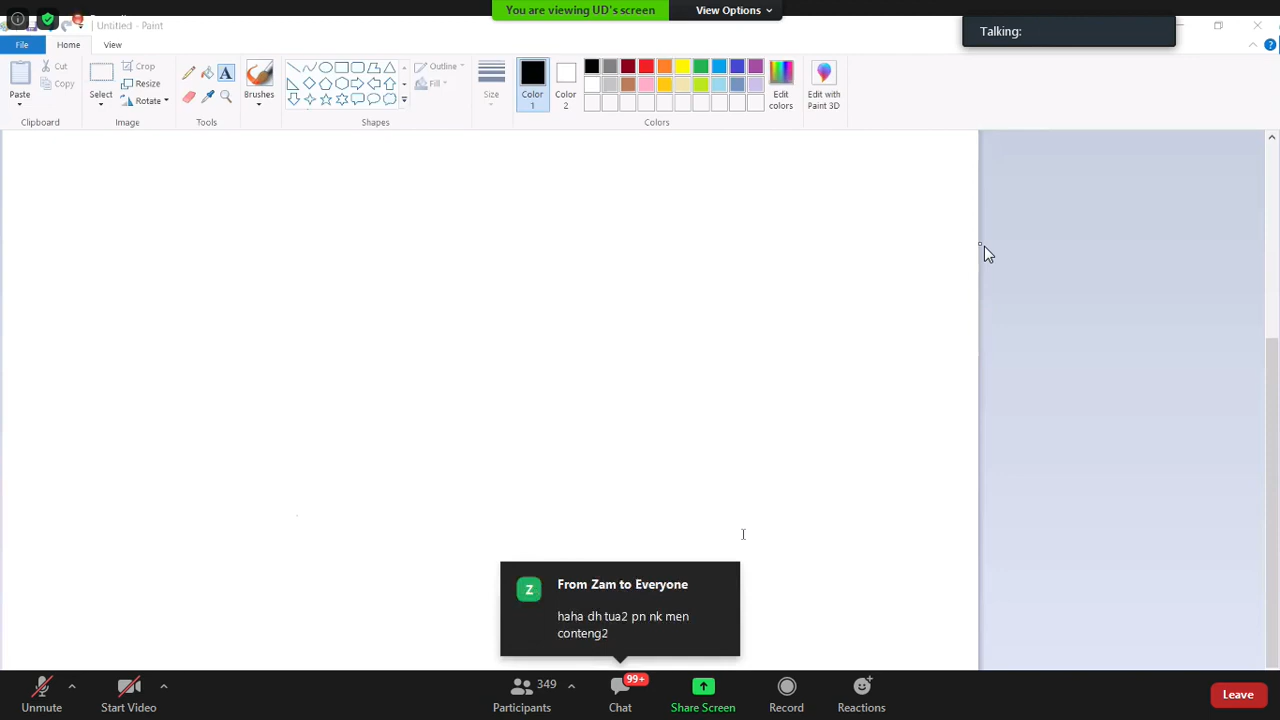 You are viewing UD's screen
View Options
Untitled - Paint
Talking:
File
Home
View
Paste
Cut
Copy
Clipboard
Select
Crop
Resize
Rotate
Image
A
Tools
Brushes
Outline
Fill
Shapes
Size
Color
1
Color
2
Edit
colors
Colors
Edit with
Paint 3D
Z
From Zam to Everyone
haha dh tua2 pn nk men
conteng2
Unmute
Start Video
349
Participants
99+
Chat
Share Screen
Record
Reactions
Leave